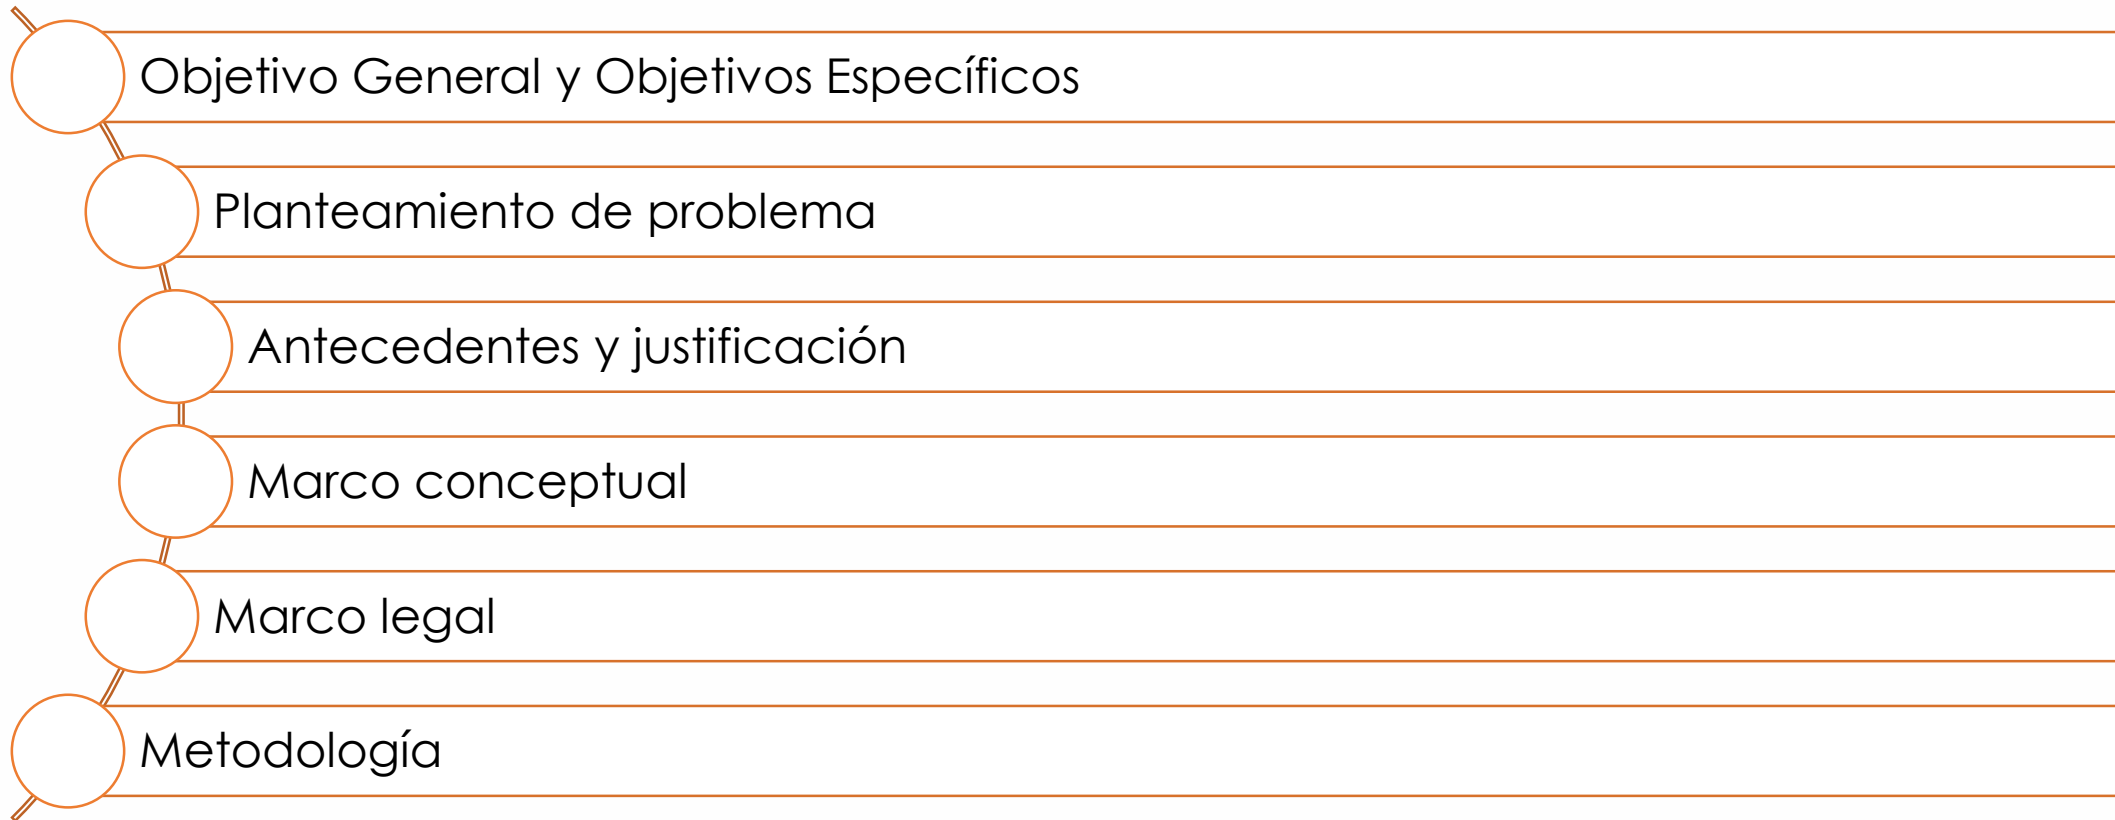 Objetivo General y Objetivos Específicos
Planteamiento de problema
Antecedentes y justificación
Marco conceptual
Marco legal
Metodología